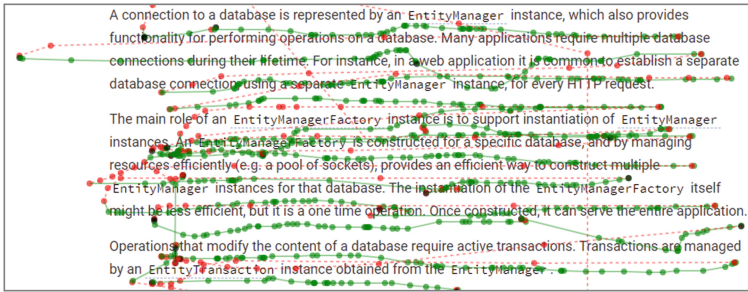 A connection to a database is represented by an EntityManager instance, which also provides
functionality for performing operations on a database. Many applications require multiple database
connections during their lifetime. For instance, in a web application it is common to establish a separate
database connection, using a separate EntityManager instance, for every HTTP request.
The main role of an EntityManagerFactory instance is to support instantiation of EntityManager
instances. An EntityManagerFactory is constructed for a specific database, and by managing
resources efficiently (e.g. a pool of sockets), provides an efficient way to construct multiple
EntityManager instances for that database. The instantiation of the EntityManagerFactory itself
might be less efficient, but it is a one time operation. Once constructed, it can serve the entire application.
Operations that modify the content of a database require active transactions. Transactions are managed
by an EntityTransaction instance obtained from the EntityManager.